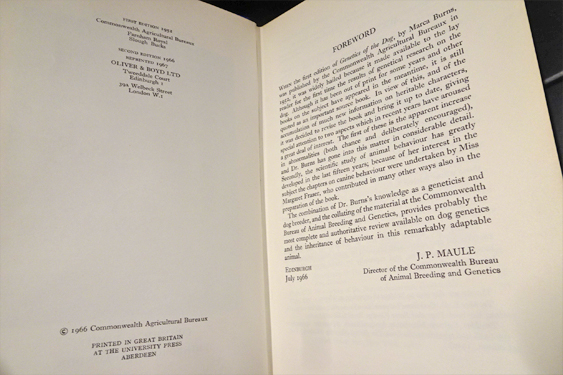 FIRST EDITION 1952
Commonwealth Agricultural Bureaux
Farnham Royal
Slough Bucks
SECOND EDITION 1966
REPRINTED 1967
OLIVER & BOYD LTD
Tweeddale Court
Edinburgh 1
39A Welbeck Street
London W.1
© 1966 Commonwealth Agricultural Bureaux
PRINTED IN GREAT BRITAIN
AT THE UNIVERSITY PRESS
ABERDEEN
FOREWORD
WHEN the first edition of Genetics of the Dog, by Marca Burns,
was published by the Commonwealth Agricultural Bureaux in
1952, it was widely hailed because it made available to the lay
reader for the first time the results of genetical research on the
dog. Although it has been out of print for some years and other
books on the subject have appeared in the meantime, it is still
quoted as an important source book. In view of this, and of the
accumulation of much new information on heritable characters,
it was decided to revise the book and bring it up to date, giving
special attention to two aspects which in recent years have aroused
a great deal of interest. The first of these is the apparent increase
in abnormalities (both chance and deliberately encouraged),
and Dr. Burns has gone into this matter in considerable detail.
Secondly, the scientific study of animal behaviour has greatly
developed in the last fifteen years; because of her interest in the
subject the chapters on canine behaviour were undertaken by Miss
Margaret Fraser, who contributed in many other ways also in the
preparation of the book.
The combination of Dr. Burns's knowledge as a geneticist and
dog breeder, and the collating of the material at the Commonwealth
Bureau of Animal Breeding and Genetics, provides probably the
most complete and authoritative review available on dog genetics
and the inheritance of behaviour in this remarkably adaptable
animal.
J. P. MAULE
EDINBURGH
Director of the Commonwealth Bureau
July 1966
of Animal Breeding and Genetics